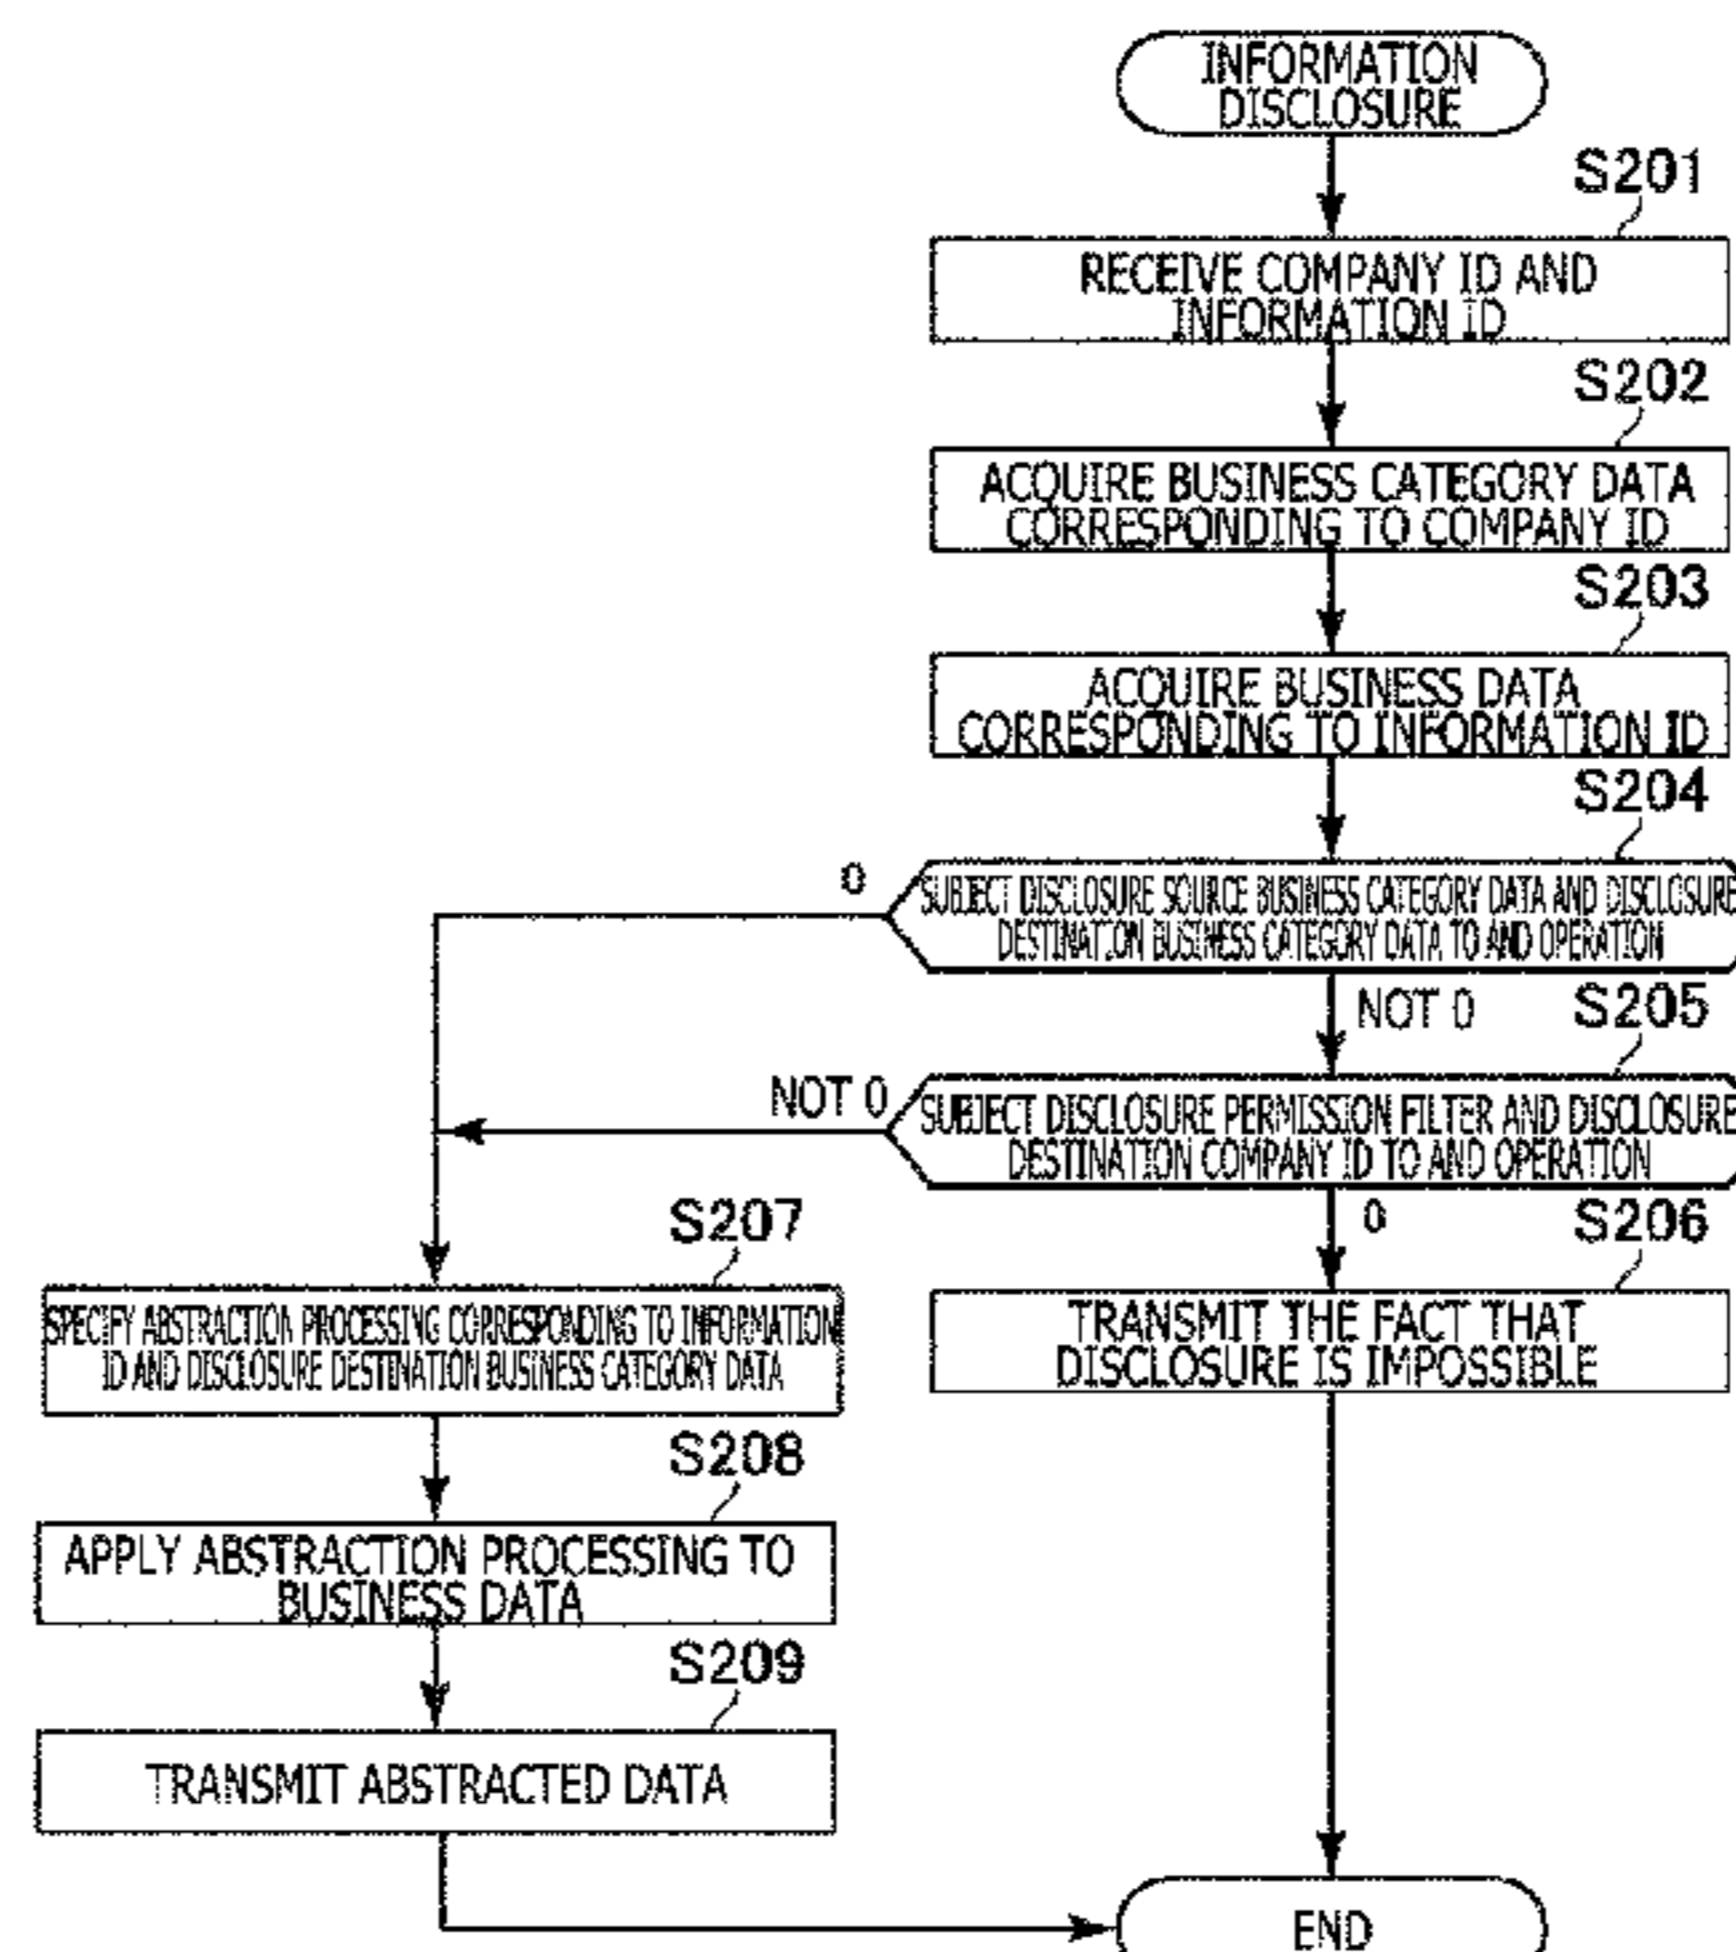 INFORMATION
DISCLOSURE
S201
RECEIVE COMPANY ID AND
INFORMATION ID
S202
ACQUIRE BUSINESS CATEGORY DATA
CORRESPONDING TO COMPANY ID
S203
ACQUIRE BUSINESS DATA
CORRESPONDING TO INFORMATION ID
S204
0
SUBJECT DISCLOSURE SOURCE BUSINESS CATEGORY DATA AND DISCLOSURE
DESTINATION BUSINESS CATEGORY DATA TO AND OPERATION
NOT 0
S205
NOT 0
SUBJECT DISCLOSURE PERMISSION FILTER AND DISCLOSURE
DESTINATION COMPANY ID TO AND OPERATION
0
S206
TRANSMIT THE FACT THAT
DISCLOSURE IS IMPOSSIBLE
S207
SPECIFY ABSTRACTION PROCESSING CORRESPONDING TO INFORMATION
ID AND DISCLOSURE DESTINATION BUSINESS CATEGORY DATA
S208
APPLY ABSTRACTION PROCESSING TO
BUSINESS DATA
S209
TRANSMIT ABSTRACTED DATA
END